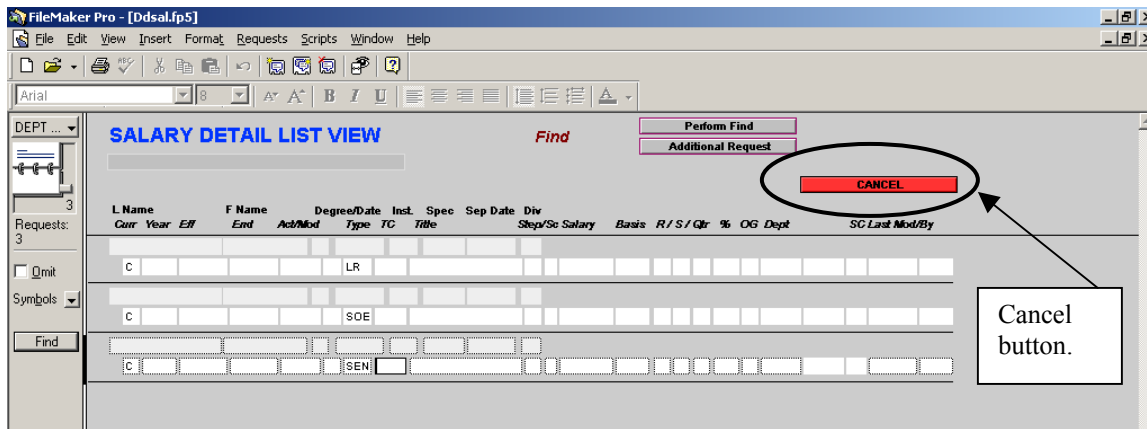 FileMaker Pro - [Ddsal.fp5]
File Edit View Insert Format Requests Scripts Window Help
Arial 8 B I U A
DEPT ...
SALARY DETAIL LIST VIEW Find Perform Find
Additional Request
CANCEL
3
Requests:
3
L Name F Name Degree/Date Inst. Spec Sep Date Div
Curr Year Eff End Act/Mod Type TC Title Step/Sc Salary Basis R / S / Qtr % OG Dept SC Last Mod/By
Omit
C LR
Symbols
C SOE
Find
C SEN
Cancel
button.